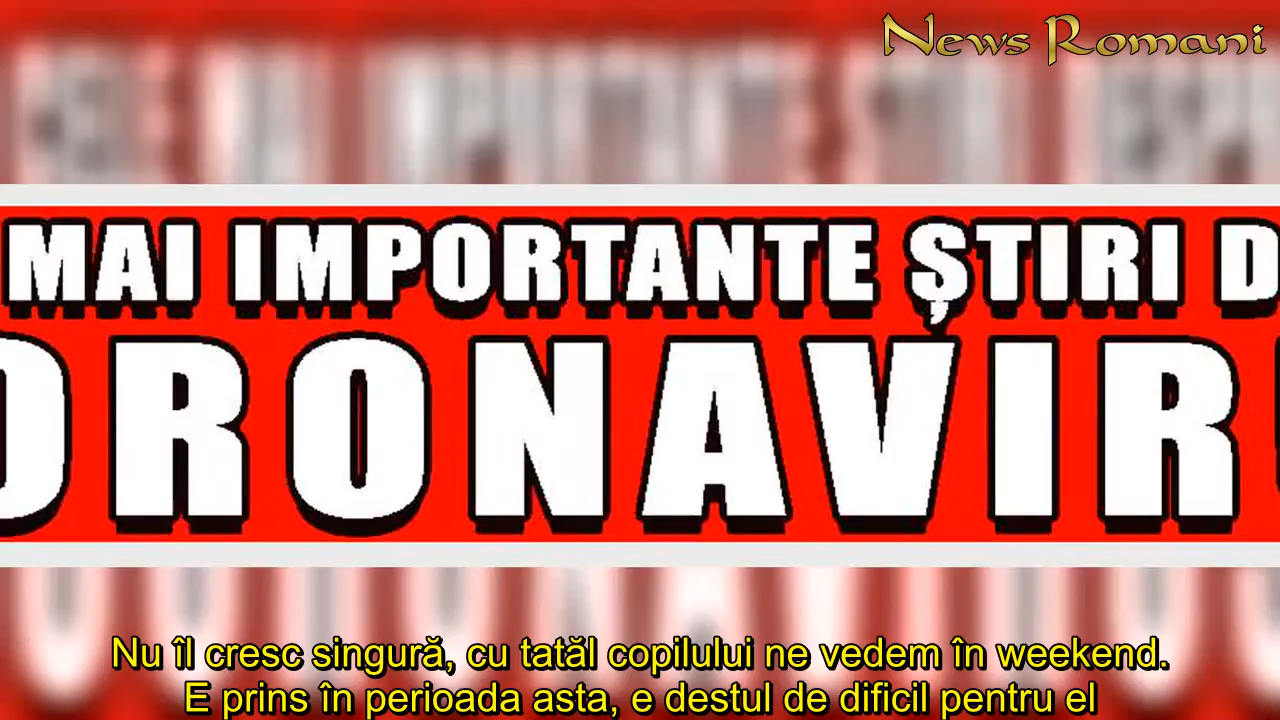 News Romani
MAI IMPORTANTE ȘTIRI D
ORONAVIR
Nu îl cresc singură, cu tatăl copilului ne vedem în weekend.
E prins în perioada asta, e destul de dificil pentru el